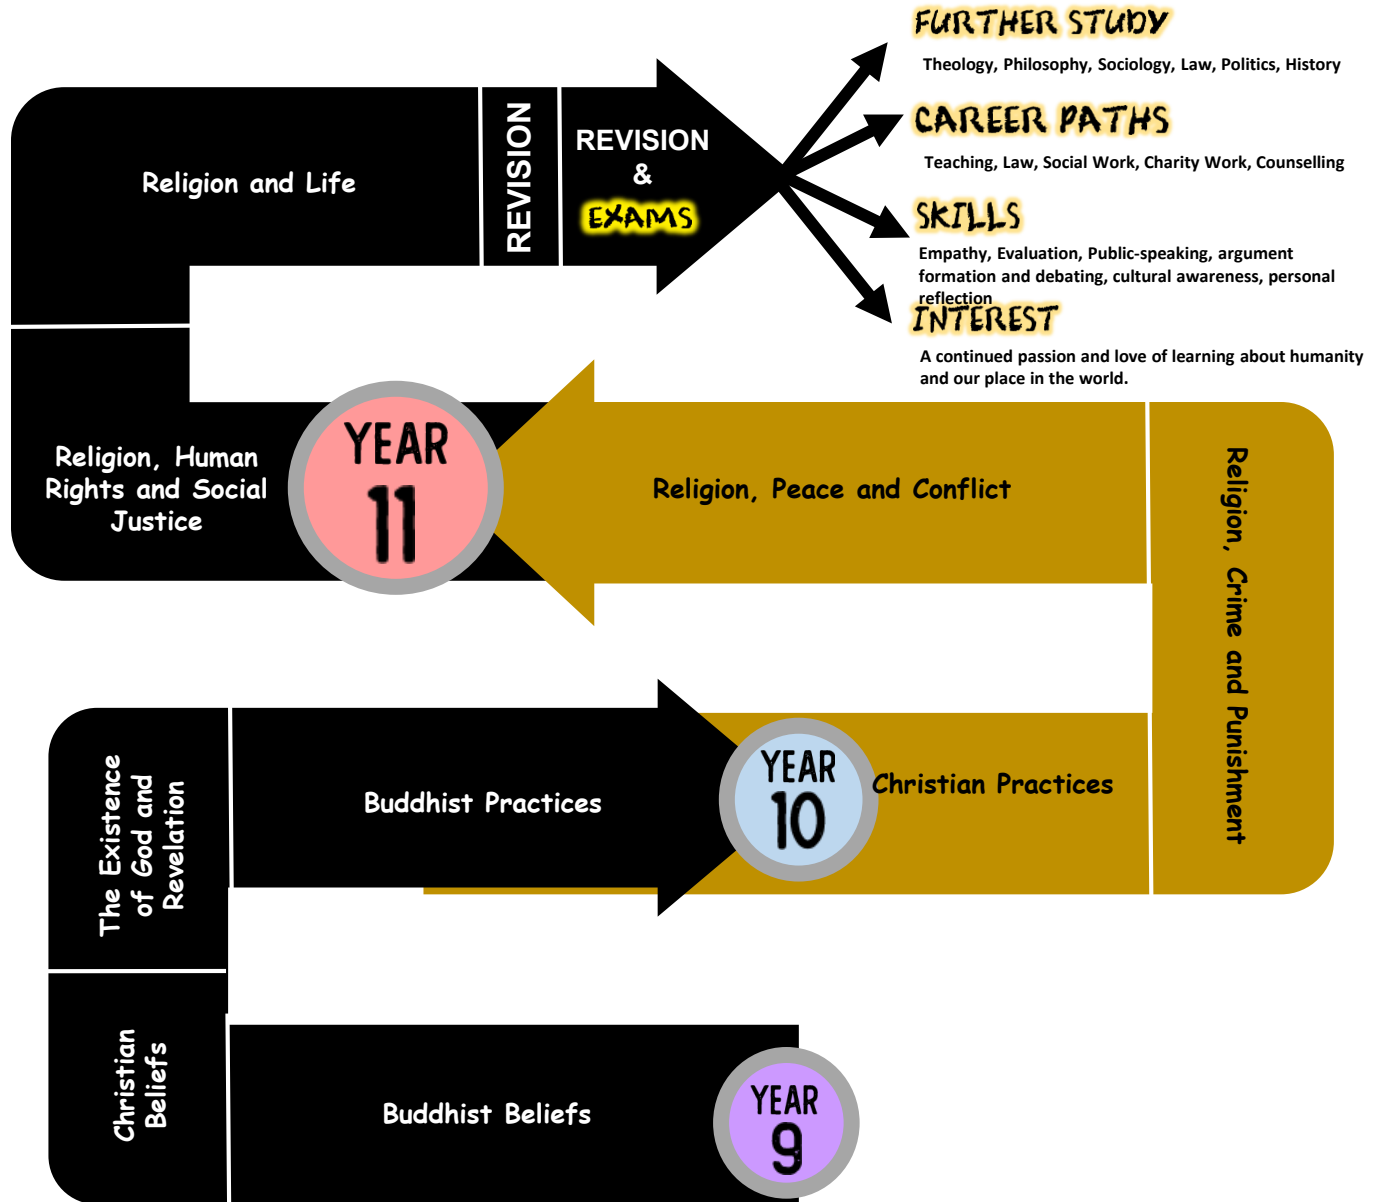 FURTHER STUDY
Theology, Philosophy, Sociology, Law, Politics, History
CAREER PATHS
Teaching, Law, Social Work, Charity Work, Counselling
SKILLS
Empathy, Evaluation, Public-speaking, argument
formation and debating, cultural awareness, personal
reflection
INTEREST
A continued passion and love of learning about humanity
and our place in the world.
Religion and Life
REVISION
REVISION
&
EXAMS
Religion, Human
Rights and Social
Justice
YEAR
11
Religion, Peace and Conflict
Religion, Crime and Punishment
The Existence
of God and
Revelation
Buddhist Practices
YEAR
10
Christian Practices
Christian
Beliefs
Buddhist Beliefs
YEAR
9